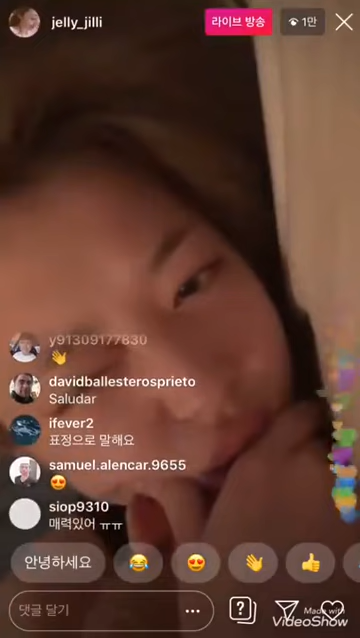 jelly_jilli
라이브 방송
1만
y91309177830
👋
davidballesterosprieto
Saludar
ifever2
표정으로 말해요
samuel.alencar.9655
😍
siop9310
매력있어 ㅠㅠ
안녕하세요 😂 😍 👋 👍
댓글 달기
Made with
VideoShow